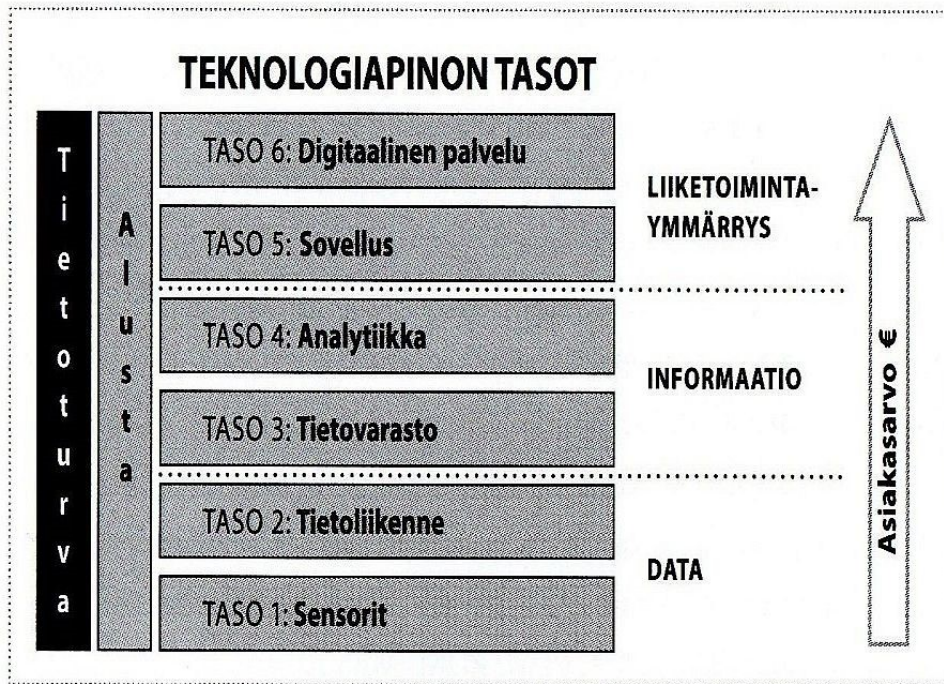 TEKNOLOGIAPINON TASOT
Tietoturva
Alusta
TASO 6: Digitaalinen palvelu
TASO 5: Sovellus
TASO 4: Analytiikka
TASO 3: Tietovarasto
TASO 2: Tietoliikenne
TASO 1: Sensorit
LIIKETOIMINTA-
YMMÄRRYS
INFORMAATIO
DATA
Asiakasarvo €